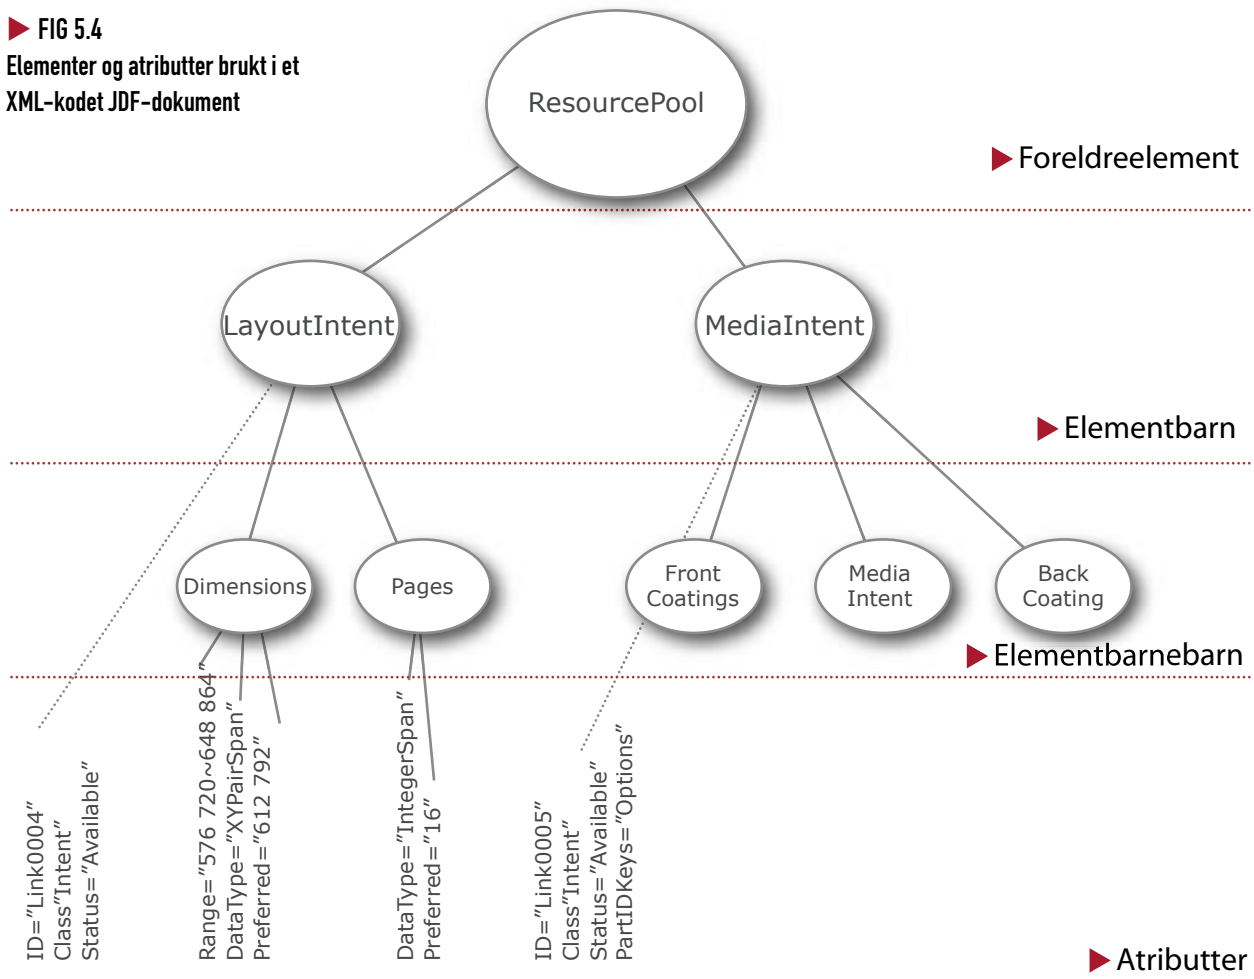 FIG 5.4
Elementer og atributter brukt i et
XML-kodet JDF-dokument
ResourcePool
Foreldreelement
LayoutIntent
MediaIntent
Elementbarn
Dimensions
Pages
Front
Coatings
Media
Intent
Back
Coating
Elementbarnebarn
ID=”Link0004”
Class”Intent”
Status=”Available”
Range=”576 720~648 864”
DataType=”XYPairSpan”
Preferred=”612 792”
DataType=”IntegerSpan”
Preferred=”16”
ID=”Link0005”
Class”Intent”
Status=”Available”
PartIDKeys=”Options”
Atributter